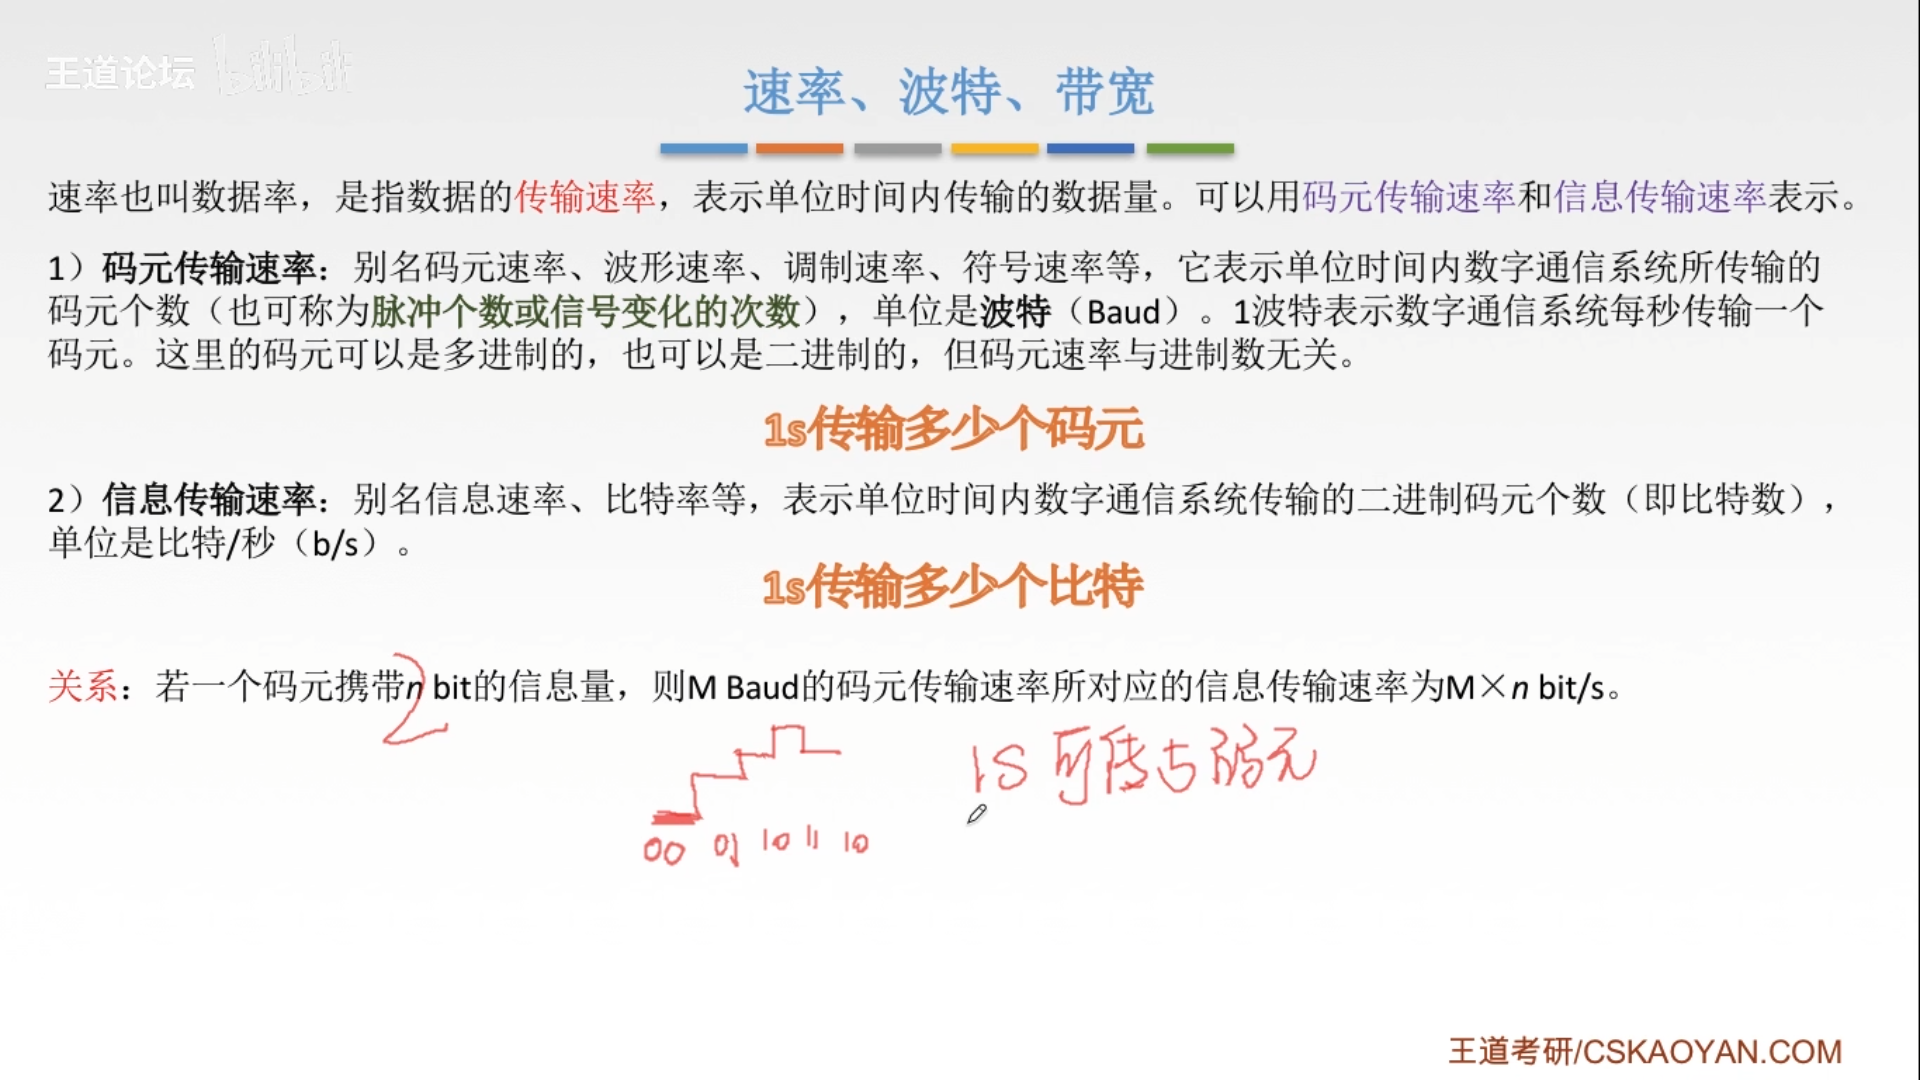 王道论坛 bilibili
速率、波特、带宽
速率也叫数据率，是指数据的传输速率，表示单位时间内传输的数据量。可以用码元传输速率和信息传输速率表示。
1）码元传输速率：别名码元速率、波形速率、调制速率、符号速率等，它表示单位时间内数字通信系统所传输的
码元个数（也可称为脉冲个数或信号变化的次数），单位是波特（Baud）。1波特表示数字通信系统每秒传输一个
码元。这里的码元可以是多进制的，也可以是二进制的，但码元速率与进制数无关。
1s传输多少个码元
2）信息传输速率：别名信息速率、比特率等，表示单位时间内数字通信系统传输的二进制码元个数（即比特数），
单位是比特/秒（b/s）。
1s传输多少个比特
关系：若一个码元携带n bit的信息量，则M Baud的码元传输速率所对应的信息传输速率为M×n bit/s。
2
1S 可传 码元
00 01 10 11 10
王道考研/CSKAOYAN.COM